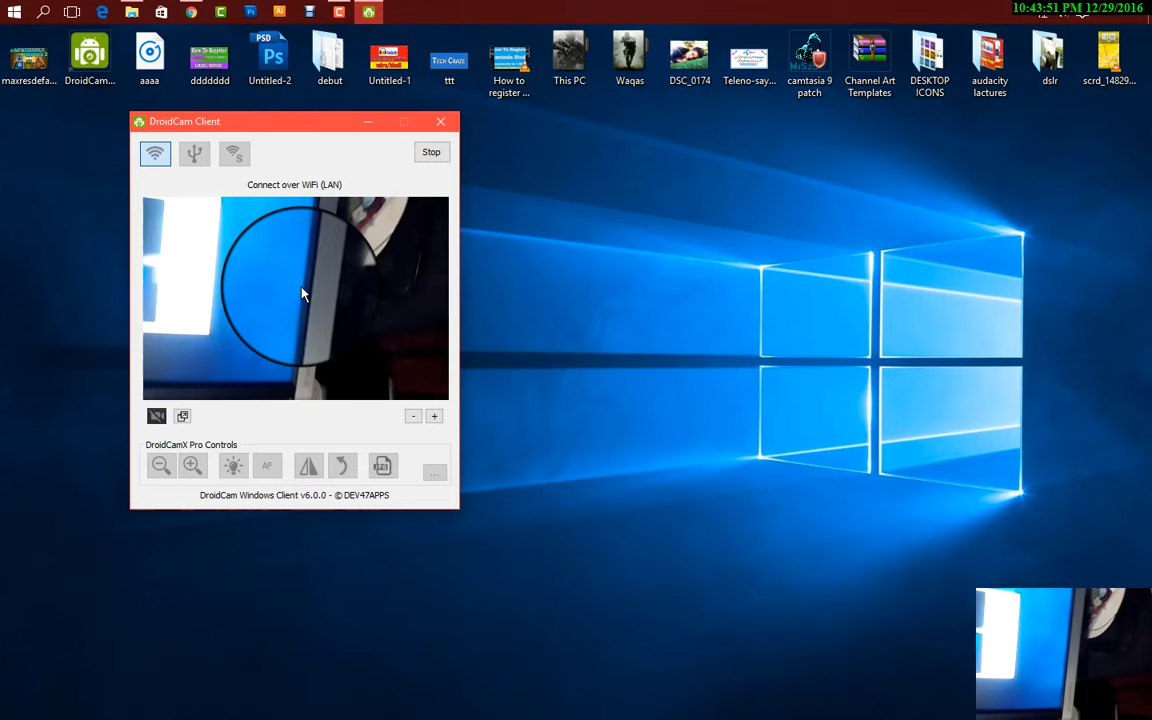 10:43:51 PM 12/29/2016
maxresdefa...
DroidCam...
aaaa
ddddddd
PSD
Ps
Untitled-2
debut
Untitled-1
TECH CRAZE
ttt
How to
register ...
This PC
Waqas
DSC_0174
Teleno-say...
camtasia 9
patch
Channel Art
Templates
DESKTOP
ICONS
audacity
lactures
dslr
scrd_14829...
DroidCam Client
Stop
Connect over WiFi (LAN)
- +
DroidCamX Pro Controls
AF
JPG
...
DroidCam Windows Client v6.0.0 - © DEV47APPS